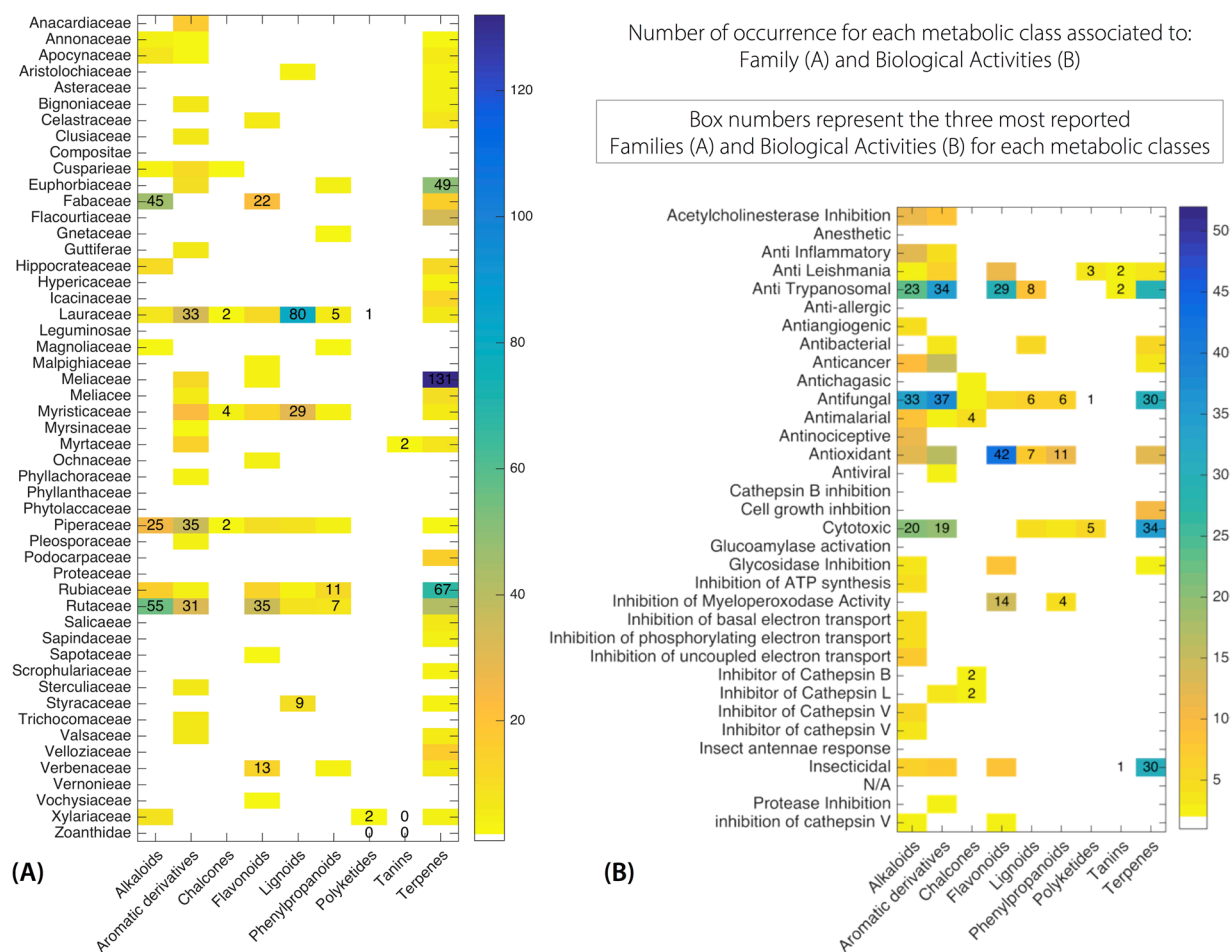 Number of occurrence for each metabolic class associated to:
Family (A) and Biological Activities (B)
Box numbers represent the three most reported
Families (A) and Biological Activities (B) for each metabolic classes
Anacardiaceae
Annonaceae
Apocynaceae
Aristolochiaceae
Asteraceae
Bignoniaceae
Celastraceae
Clusiaceae
Compositae
Cusparieae
Euphorbiaceae 49
Fabaceae 45 22
Flacourtiaceae
Gnetaceae
Guttiferae
Hippocrateaceae
Hypericaceae
Icacinaceae
Lauraceae 33 2 80 5 1
Leguminosae
Magnoliaceae
Malpighiaceae
Meliaceae 131
Meliacee
Myristicaceae 4 29
Myrsinaceae
Myrtaceae 2
Ochnaceae
Phyllachoraceae
Phyllanthaceae
Phytolaccaceae
Piperaceae 25 35 2
Pleosporaceae
Podocarpaceae
Proteaceae
Rubiaceae 11 67
Rutaceae 55 31 35 7
Salicaceae
Sapindaceae
Sapotaceae
Scrophulariaceae
Sterculiaceae
Styracaceae 9
Trichocomaceae
Valsaceae
Velloziaceae
Verbenaceae 13
Vernonieae
Vochysiaceae
Xylariaceae 2 0
Zoanthidae 0 0
120
100
80
60
40
20
(A)
Alkaloids
Aromatic derivatives
Chalcones
Flavonoids
Lignoids
Phenylpropanoids
Polyketides
Tanins
Terpenes
Acetylcholinesterase Inhibition
Anesthetic
Anti Inflammatory
Anti Leishmania 3 2
Anti Trypanosomal 23 34 29 8 2
Anti-allergic
Antiangiogenic
Antibacterial
Anticancer
Antichagasic
Antifungal 33 37 6 6 1 30
Antimalarial 4
Antinociceptive
Antioxidant 42 7 11
Antiviral
Cathepsin B inhibition
Cell growth inhbition
Cytotoxic 20 19 5 34
Glucoamylase activation
Glycosidase Inhibition
Inhibition of ATP synthesis
Inhibition of Myeloperoxodase Activity 14 4
Inhibition of basal electron transport
Inhibition of phosphorylating electron transport
Inhibition of uncoupled electron transport
Inhibitor of Cathepsin B 2
Inhibitor of Cathepsin L 2
Inhibitor of Cathepsin V
Inhibitor of cathepsin V
Insect antennae response
Insecticidal 1 30
N/A
Protease Inhibition
inhibition of cathepsin V
50
45
40
35
30
25
20
15
10
5
(B)
Alkaloids
Aromatic derivatives
Chalcones
Flavonoids
Lignoids
Phenylpropanoids
Polyketides
Tanins
Terpenes